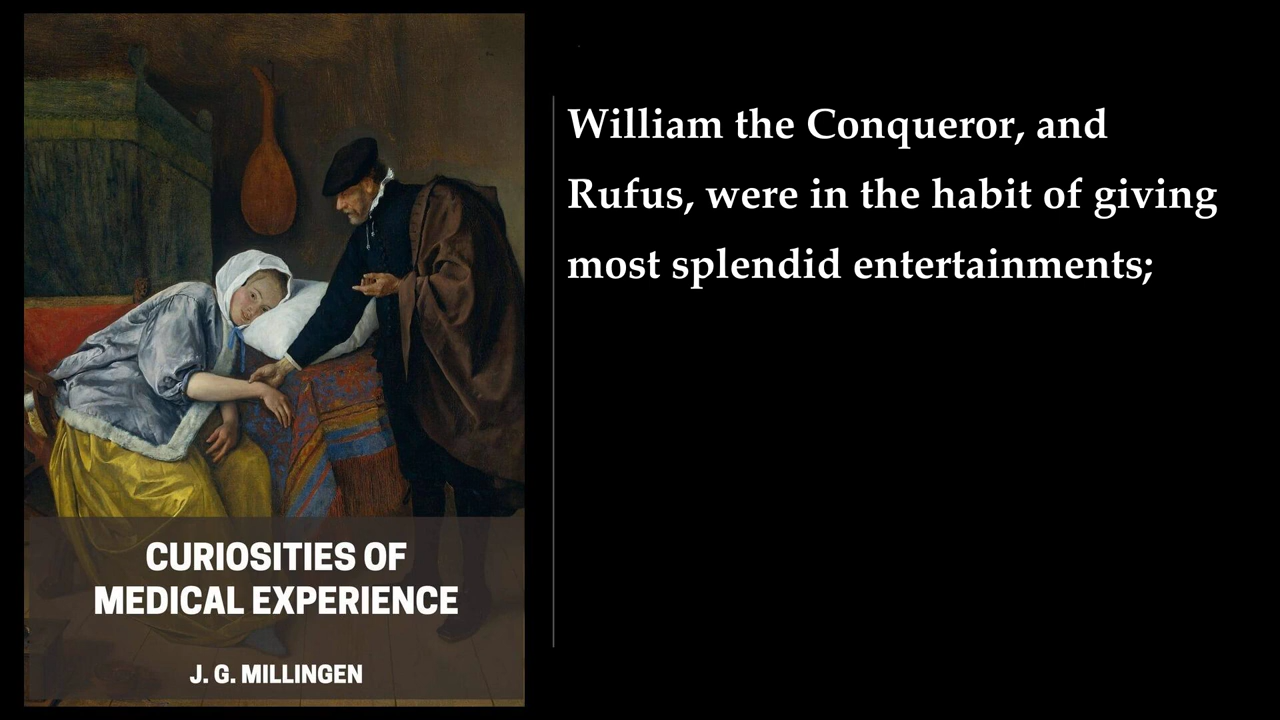 William the Conqueror, and
Rufus, were in the habit of giving
most splendid entertainments;
CURIOSITIES OF
MEDICAL EXPERIENCE
J. G. MILLINGEN